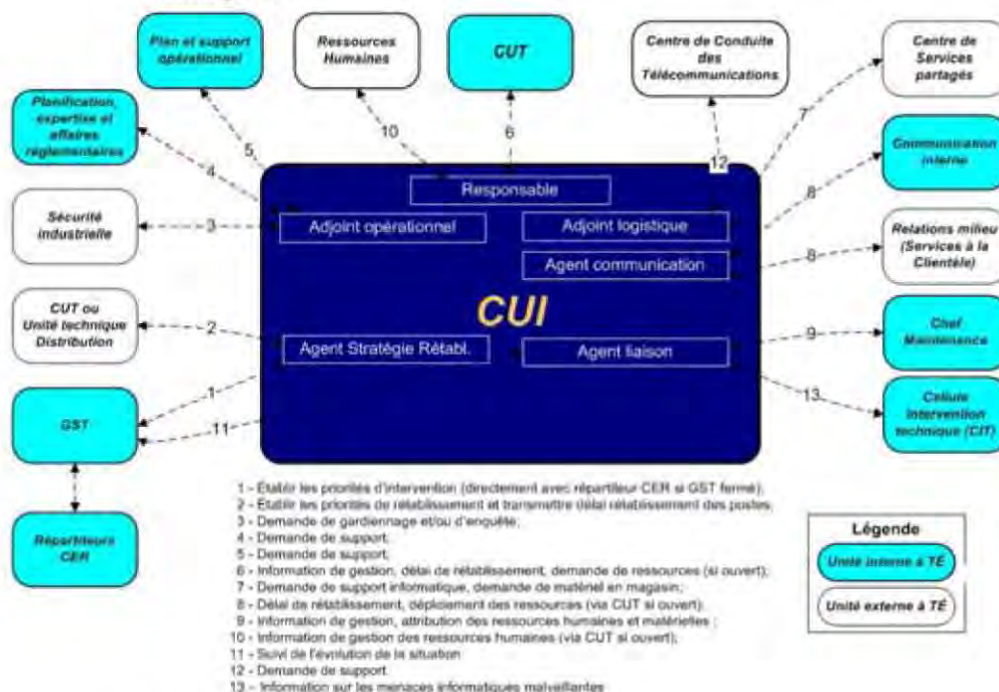 Plan et support
opérationnel
Ressources
Humaines
CUT
Centre de Conduite
des
Télécommunications
Centre de
Services
partagés
Planification,
expertise et
affaires
réglementaires
Communication
interne
Sécurité
industrielle
Relations milieu
(Services à la
Clientèle)
CUT ou
Unité technique
Distribution
Chef
Maintenance
GST
Cellule
Intervention
technique (CIT)
Répartiteurs
CER
5
10
6
12
7
4
8
3
8
2
9
1
13
11
Responsable
Adjoint opérationnel
Adjoint logistique
Agent communication
CUI
Agent Stratégie Rétabl.
Agent liaison
1 - Établir les priorités d'intervention (directement avec répartiteur CER si GST fermé);
2 - Établir les priorités de rétablissement et transmettre délai rétablissement des postes;
3 - Demande de gardiennage et/ou d'enquête;
4 - Demande de support;
5 - Demande de support;
6 - Information de gestion, délai de rétablissement, demande de ressources (si ouvert);
7 - Demande de support informatique, demande de matériel en magasin;
8 - Délai de rétablissement, déploiement des ressources (via CUT si ouvert);
9 - Information de gestion, attribution des ressources humaines et matérielles ;
10 - Information de gestion des ressources humaines (via CUT si ouvert);
11 - Suivi de l'évolution de la situation
12 - Demande de support
13 - Information sur les menaces informatiques malveillantes
Légende
Unité interne à TÉ
Unité externe à TÉ